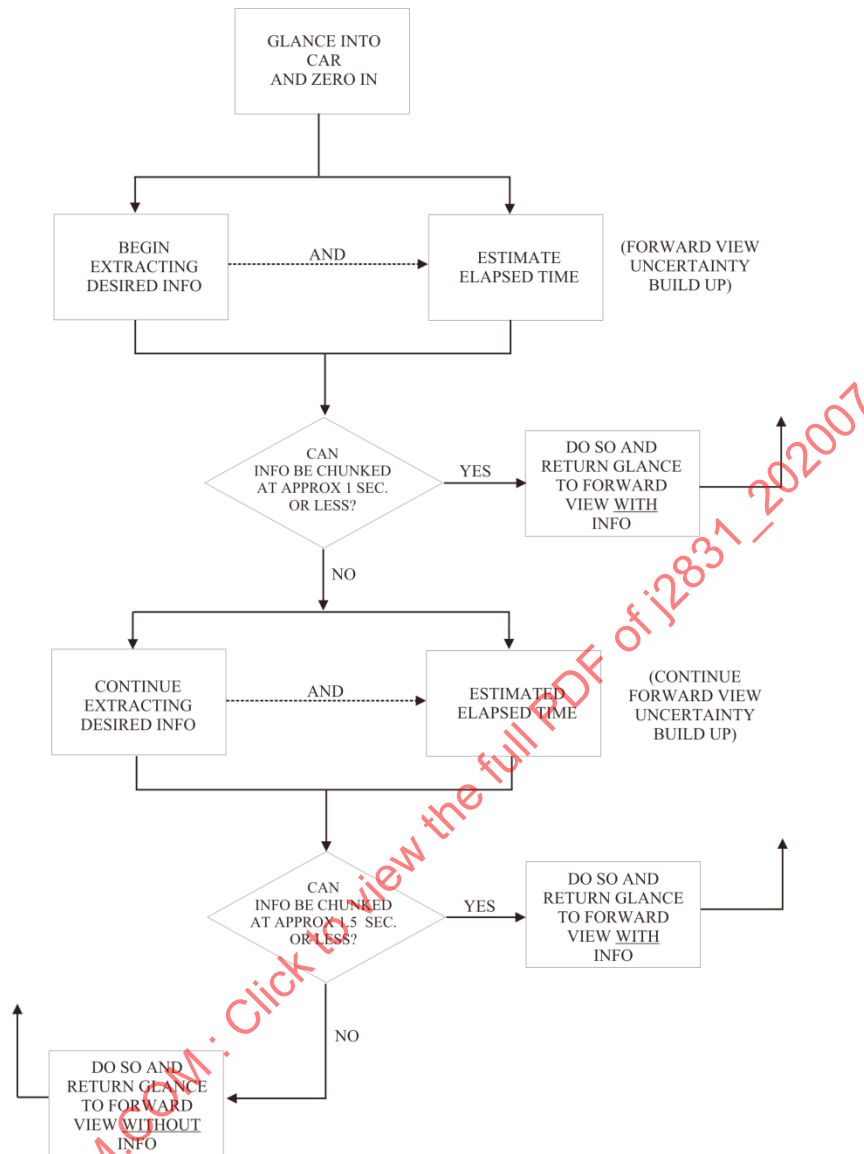 GLANCE INTO
CAR
AND ZERO IN
BEGIN
EXTRACTING
DESIRED INFO
AND
ESTIMATE
ELAPSED TIME
(FORWARD VIEW
UNCERTAINTY
BUILD UP)
CAN
INFO BE CHUNKED
AT APPROX 1 SEC.
OR LESS?
YES
DO SO AND
RETURN GLANCE
TO FORWARD
VIEW WITH
INFO
NO
CONTINUE
EXTRACTING
DESIRED INFO
AND
ESTIMATED
ELAPSED TIME
(CONTINUE
FORWARD VIEW
UNCERTAINTY
BUILD UP)
CAN
INFO BE CHUNKED
AT APPROX 1.5 SEC.
OR LESS?
YES
DO SO AND
RETURN GLANCE
TO FORWARD
VIEW WITH
INFO
NO
DO SO AND
RETURN GLANCE
TO FORWARD
VIEW WITHOUT
INFO
M.COM : Click to view the full PDF of j2831_202007